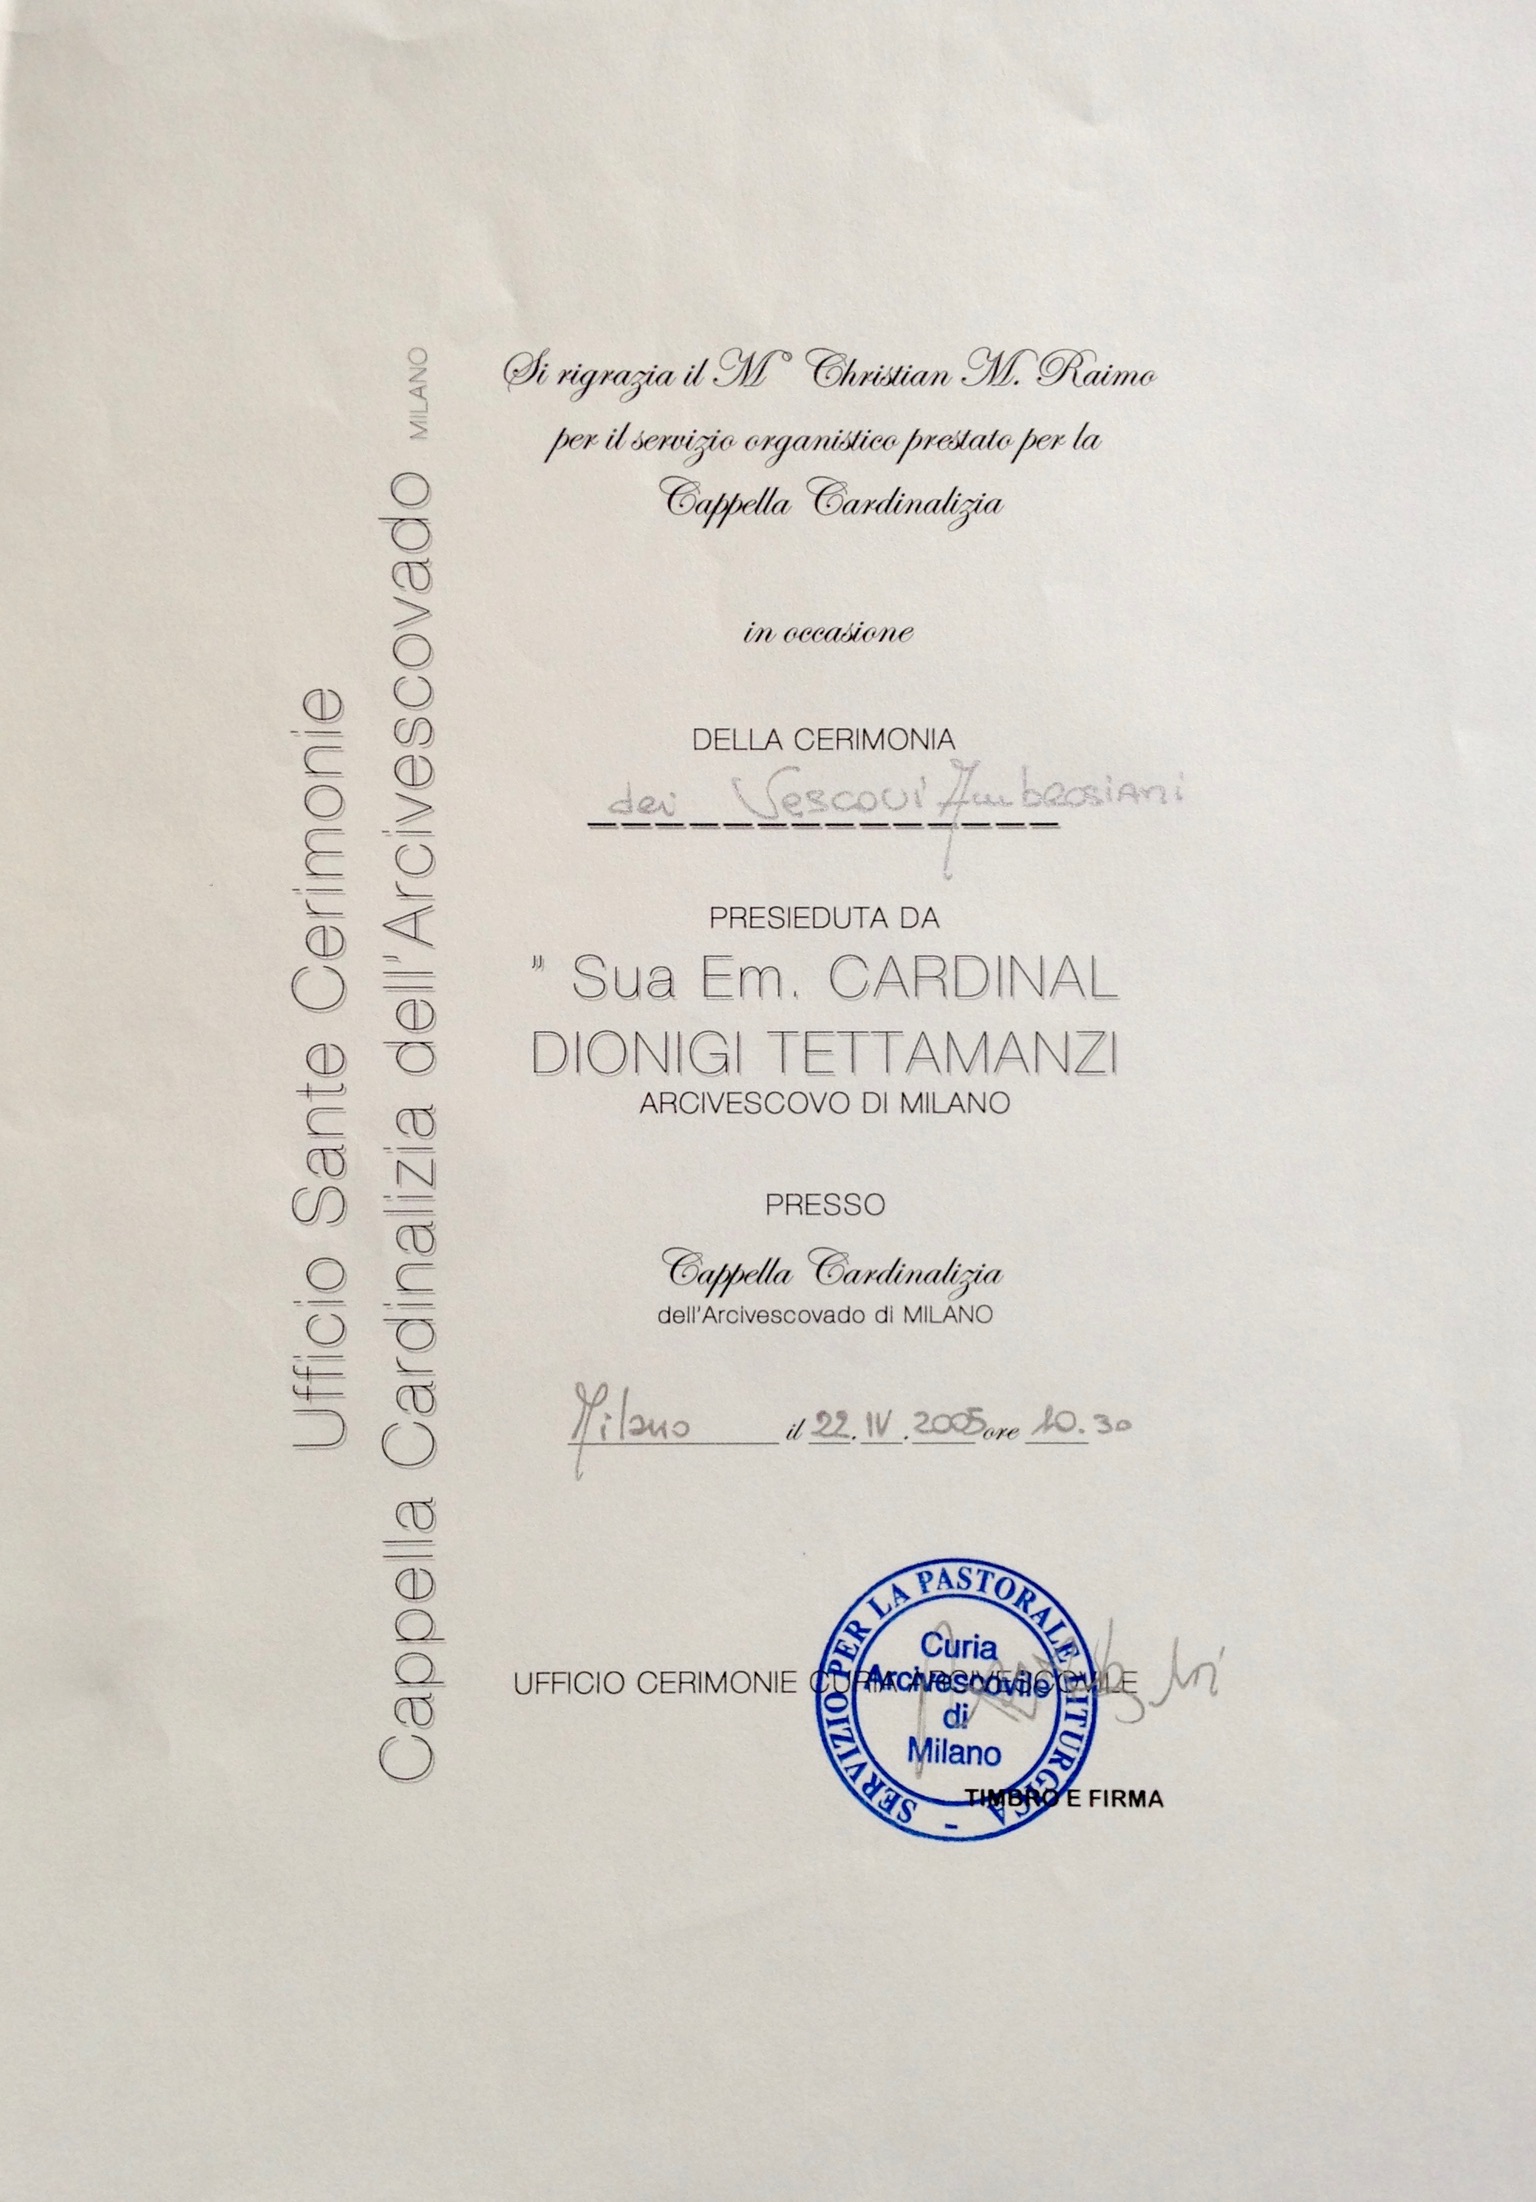 Ufficio Sante Cerimonie
Cappella Cardinalizia dell'Arcivescovado MILANO
Si rigrazia il M° Christian M. Raimo
per il servizio organistico prestato per la
Cappella Cardinalizia
in occasione
DELLA CERIMONIA
dei Vescovi Ambrosiani
PRESIEDUTA DA
" Sua Em. CARDINAL
DIONIGI TETTAMANZI
ARCIVESCOVO DI MILANO
PRESSO
Cappella Cardinalizia
dell'Arcivescovado di MILANO
Milano il 22.IV.2005 ore 10.30
UFFICIO CERIMONIE CURIA ARCIVESCOVILE
SERVIZIO PER LA PASTORALE LITURGICA -
Curia
Arcivescovile
di
Milano
TIMBRO E FIRMA